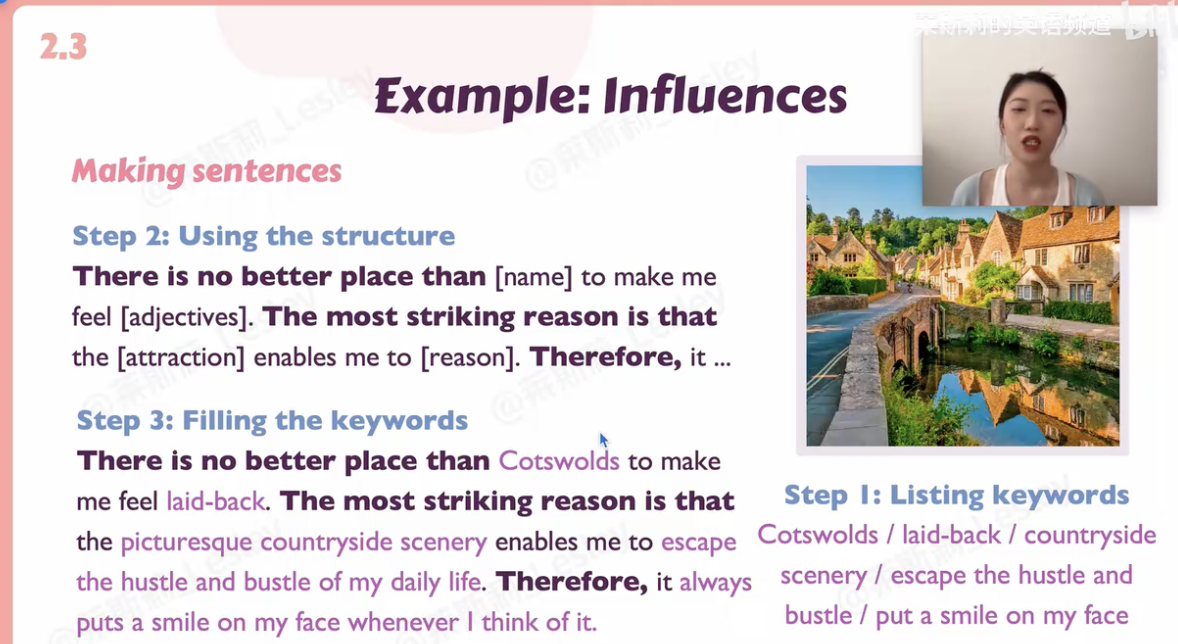 莱斯莉的英语频道
bilibili
2.3
Example: Influences
Making sentences
Step 2: Using the structure
There is no better place than [name] to make me
feel [adjectives]. The most striking reason is that
the [attraction] enables me to [reason]. Therefore, it ...
Step 3: Filling the keywords
There is no better place than Cotswolds to make
me feel laid-back. The most striking reason is that
the picturesque countryside scenery enables me to escape
the hustle and bustle of my daily life. Therefore, it always
puts a smile on my face whenever I think of it.
Step 1: Listing keywords
Cotswolds / laid-back / countryside
scenery / escape the hustle and
bustle / put a smile on my face
@莱斯莉_Lesley